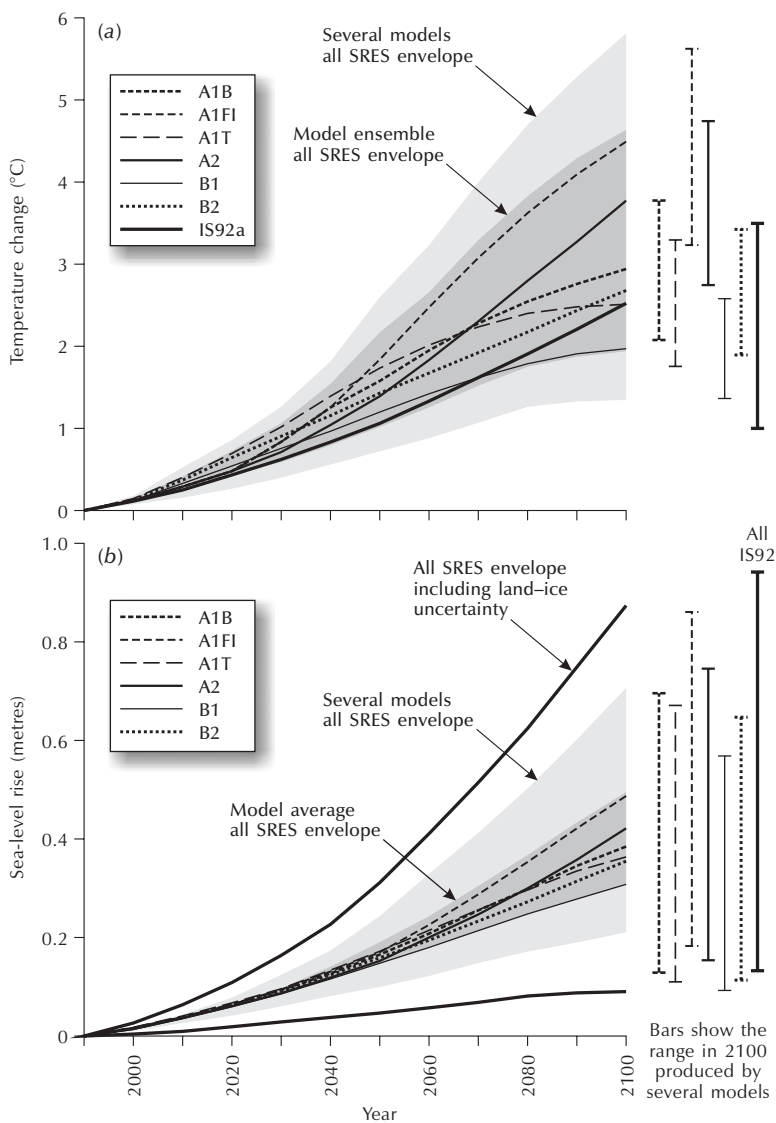 (a)
6
5
4
3
2
1
0
Temperature change (°C)
A1B
A1FI
A1T
A2
B1
B2
IS92a
Several models
all SRES envelope
Model ensemble
all SRES envelope
All
IS92
(b)
1.0
0.8
0.6
0.4
0.2
0
Sea-level rise (metres)
A1B
A1FI
A1T
A2
B1
B2
All SRES envelope
including land–ice
uncertainty
Several models
all SRES envelope
Model average
all SRES envelope
2000
2020
2040
2060
2080
2100
Year
Bars show the
range in 2100
produced by
several models